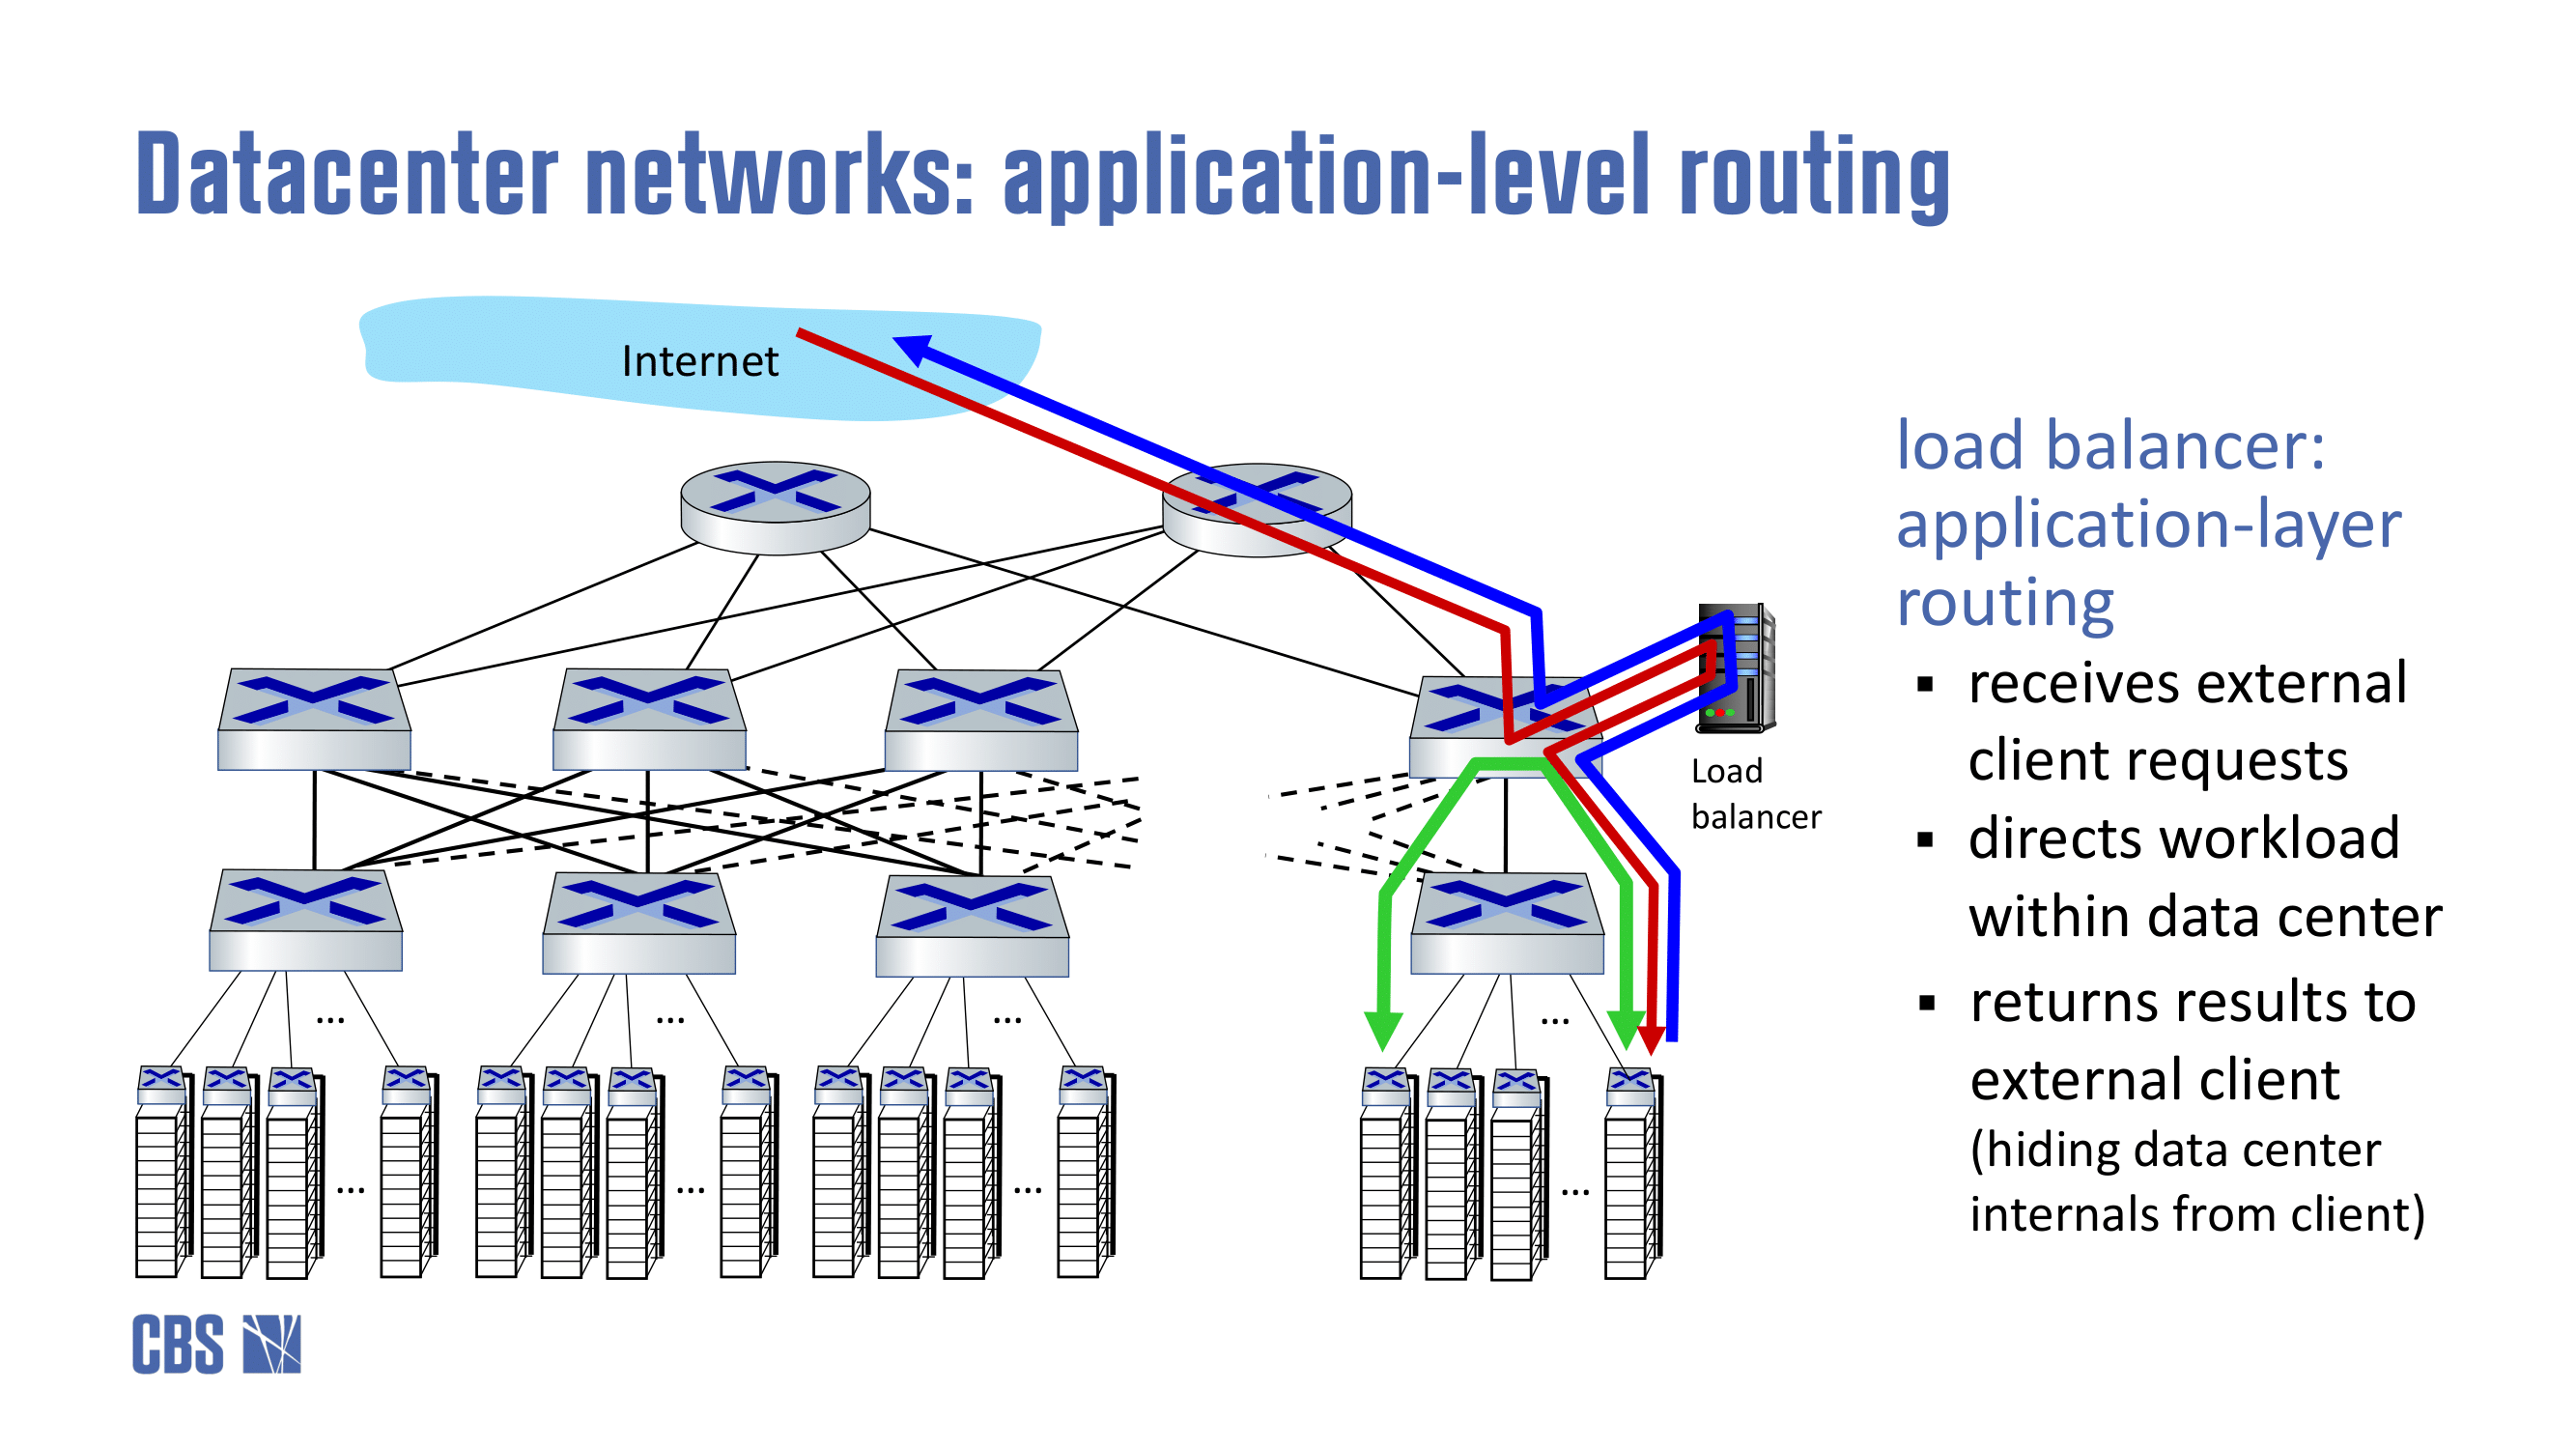 Datacenter networks: application-level routing
Internet
Load
balancer
...
...
...
...
...
...
...
...
load balancer:
application-layer
routing
▪ receives external
client requests
▪ directs workload
within data center
▪ returns results to
external client
(hiding data center
internals from client)
CBS